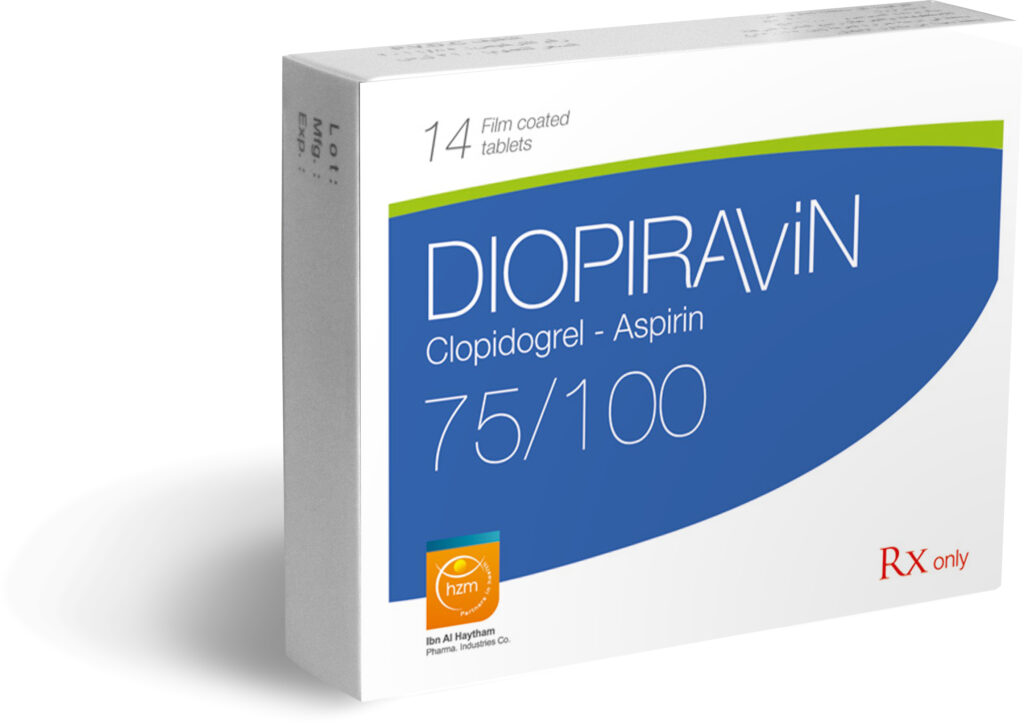 14 Film coated
tablets
DIOPIRAViN
Clopidogrel - Aspirin
75/100
hzm
Ibn Al Haytham
Pharma. Industries Co.
Rx only
Lot :
Mfg. :
Exp. :